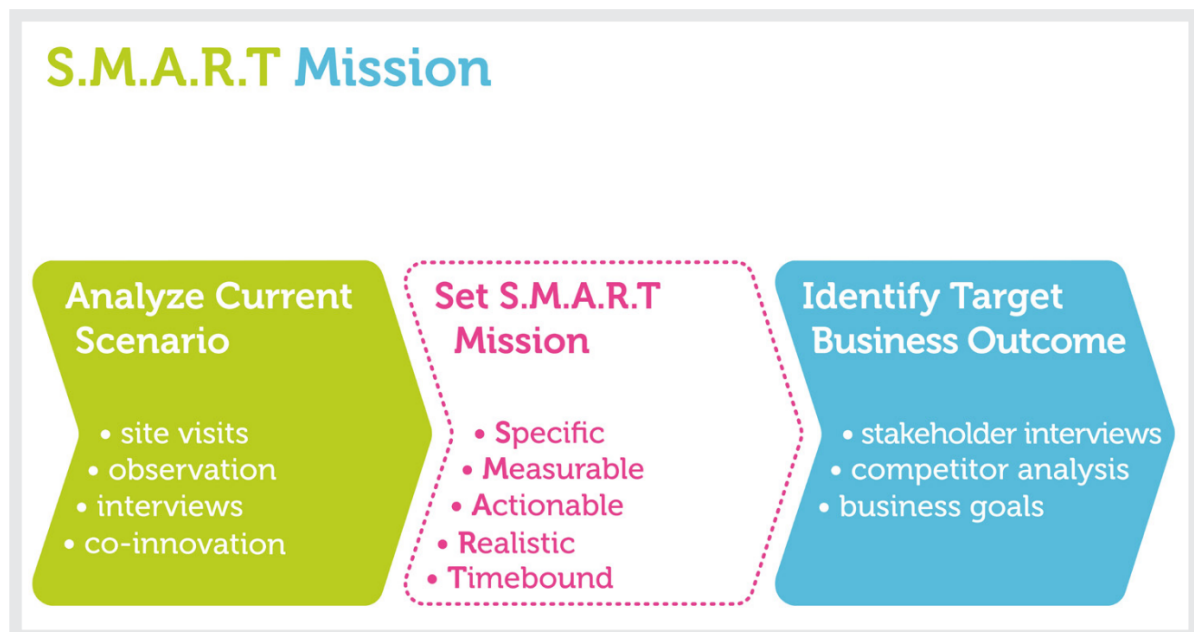 S.M.A.R.T Mission
Analyze Current
Scenario
• site visits
• observation
• interviews
• co-innovation
Set S.M.A.R.T
Mission
• Specific
• Measurable
• Actionable
• Realistic
• Timebound
Identify Target
Business Outcome
• stakeholder interviews
• competitor analysis
• business goals